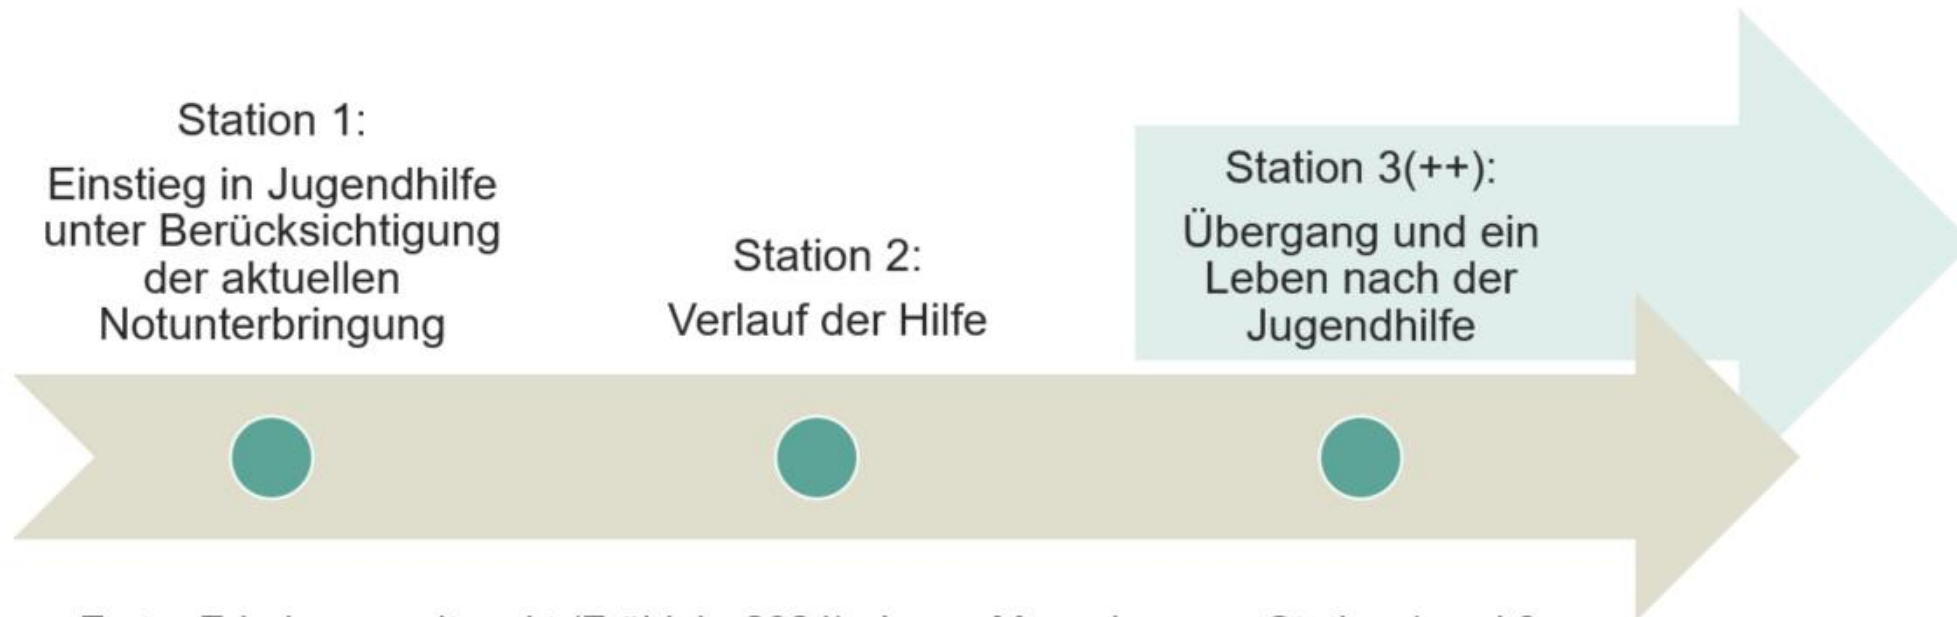 Station 1:
Einstieg in Jugendhilfe
unter Berücksichtigung
der aktuellen
Notunterbringung
Station 2:
Verlauf der Hilfe
Station 3(++):
Übergang und ein
Leben nach der
Jugendhilfe